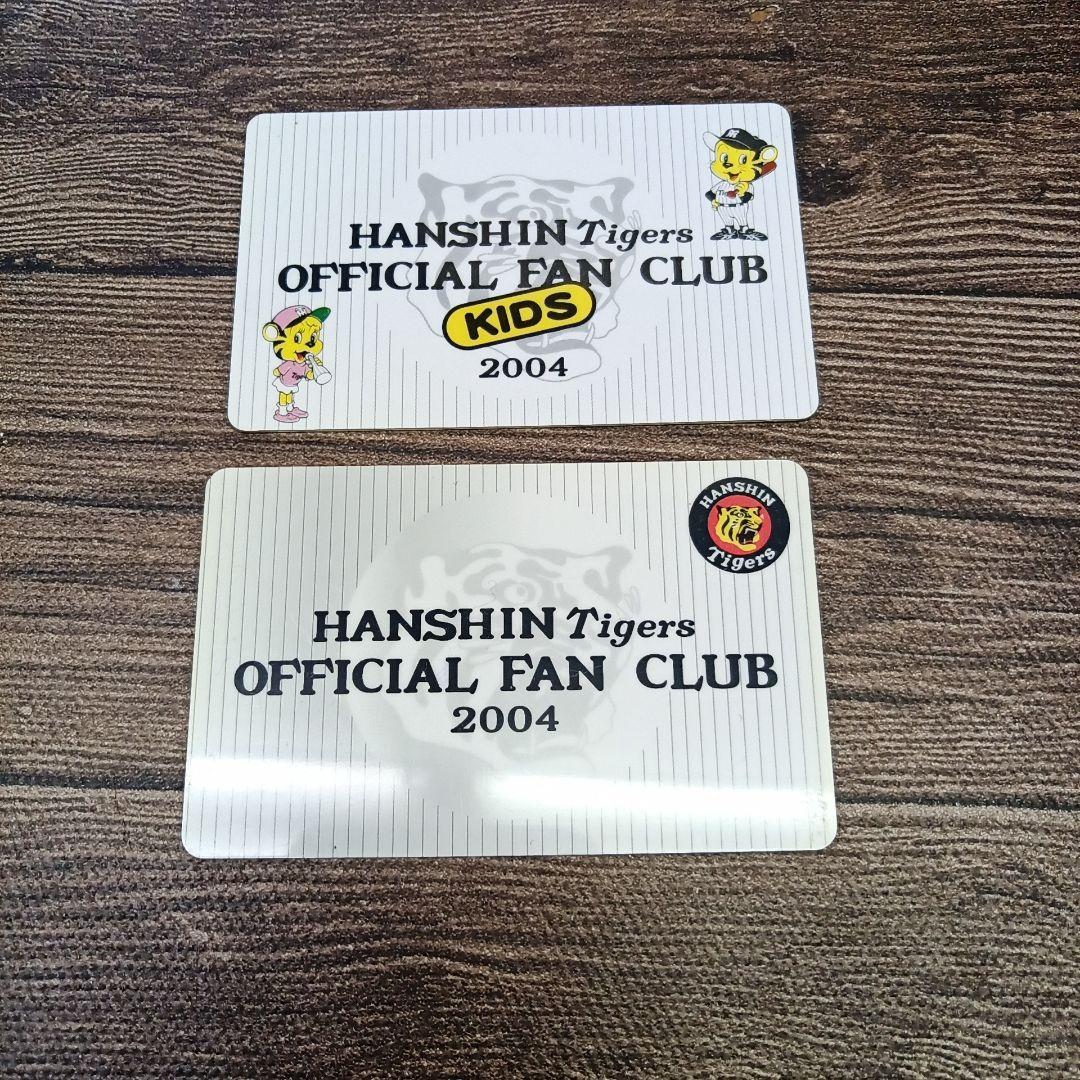 HANSHIN Tigers
OFFICIAL FAN CLUB
KIDS
2004
HANSHIN
Tigers
HANSHIN Tigers
OFFICIAL FAN CLUB
2004